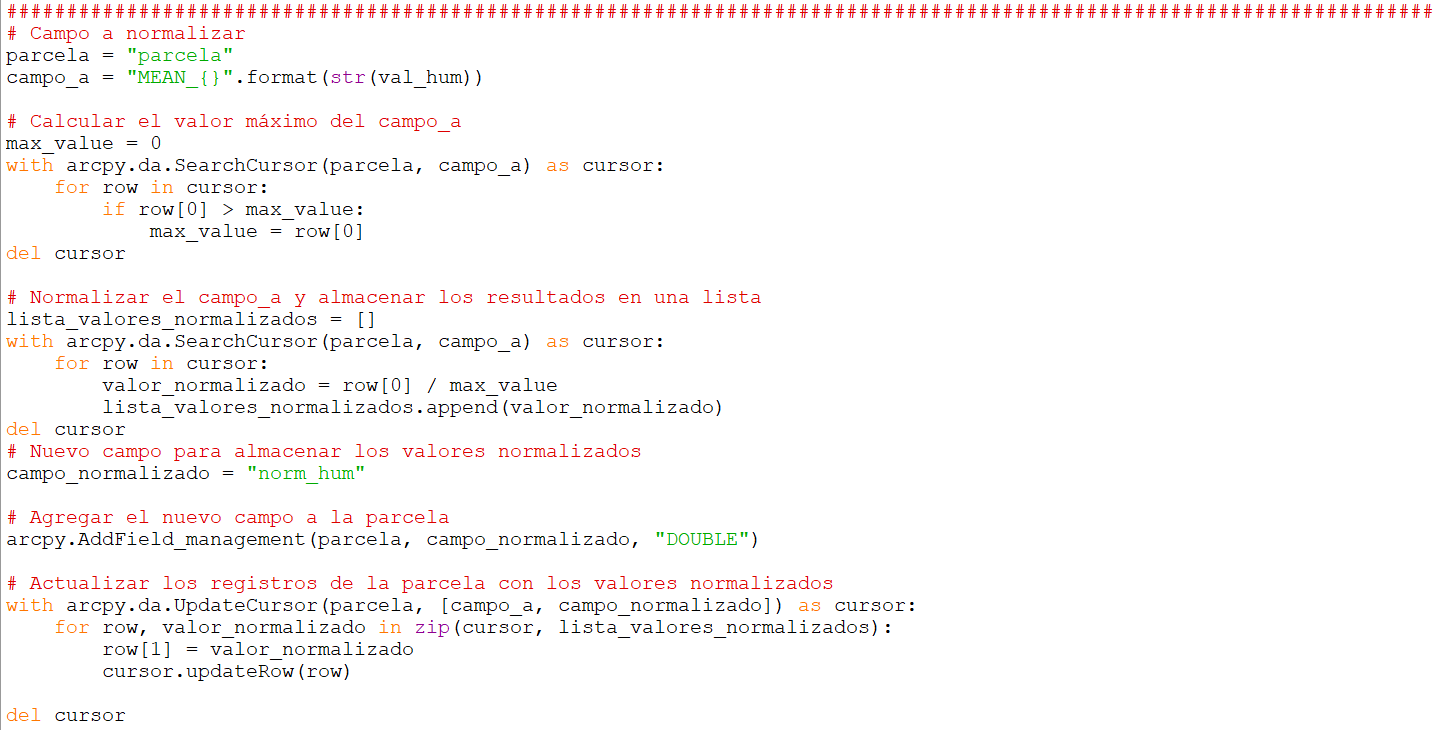 ########################################################################################################################
# Campo a normalizar
parcela = "parcela"
campo_a = "MEAN_{}".format(str(val_hum))
# Calcular el valor máximo del campo_a
max_value = 0
with arcpy.da.SearchCursor(parcela, campo_a) as cursor:
    for row in cursor:
        if row[0] > max_value:
            max_value = row[0]
del cursor
# Normalizar el campo_a y almacenar los resultados en una lista
lista_valores_normalizados = []
with arcpy.da.SearchCursor(parcela, campo_a) as cursor:
    for row in cursor:
        valor_normalizado = row[0] / max_value
        lista_valores_normalizados.append(valor_normalizado)
del cursor
# Nuevo campo para almacenar los valores normalizados
campo_normalizado = "norm_hum"
# Agregar el nuevo campo a la parcela
arcpy.AddField_management(parcela, campo_normalizado, "DOUBLE")
# Actualizar los registros de la parcela con los valores normalizados
with arcpy.da.UpdateCursor(parcela, [campo_a, campo_normalizado]) as cursor:
    for row, valor_normalizado in zip(cursor, lista_valores_normalizados):
        row[1] = valor_normalizado
        cursor.updateRow(row)
del cursor